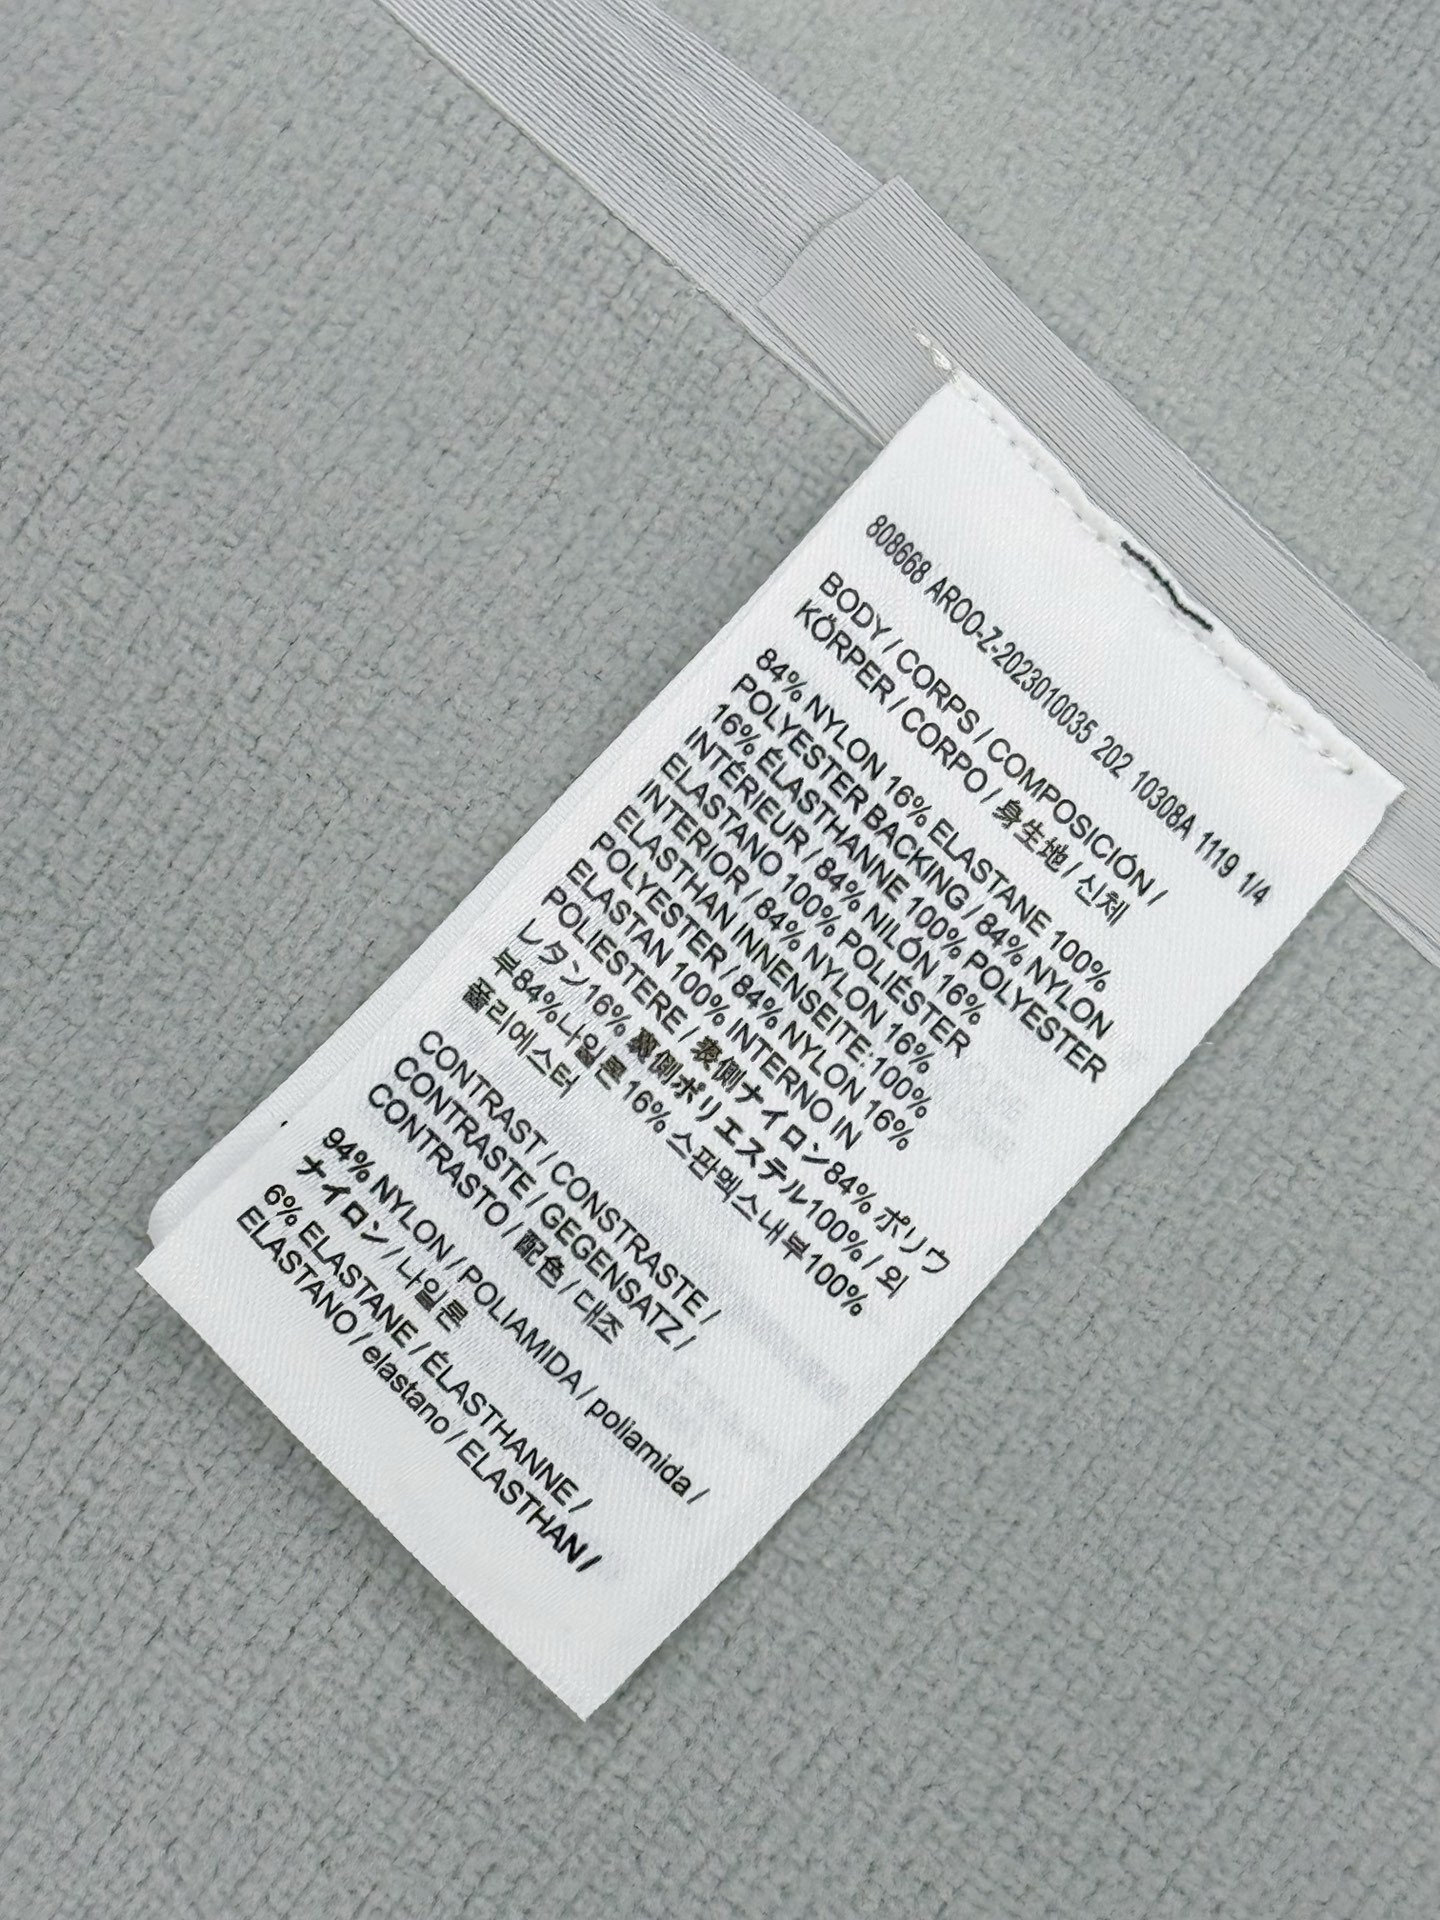 808668 AROO-Z-2023010035 202 10308A 1119 1/4
BODY / CORPS / COMPOSICIÓN /
KÖRPER / CORPO / 身生地 / 신체
84% NYLON 16% ELASTANE 100%
POLYESTER BACKING / 84% NYLON
16% ÉLASTHANNE 100% POLYESTER
INTÉRIEUR / 84% NILÓN 16%
ELASTANO 100% POLIÉSTER
INTERIOR / 84% NYLON 16%
ELASTHAN INNENSEITE:100%
POLYESTER / 84% NYLON 16%
ELASTAN 100% INTERNO IN
POLIESTERE / 表側ナイロン84% ポリウ
レタン16% 裏側ポリエステル100% / 외
부84%나일론 16% 스판덱스내부100%
폴리에스터
CONTRAST / CONSTRASTE /
CONTRASTE / GEGENSATZ /
CONTRASTO / 配色 / 대조
94% NYLON / POLIAMIDA / poliamida /
ナイロン / 나일론
6% ELASTANE / ÉLASTHANNE /
ELASTANO / elastano / ELASTHAN /